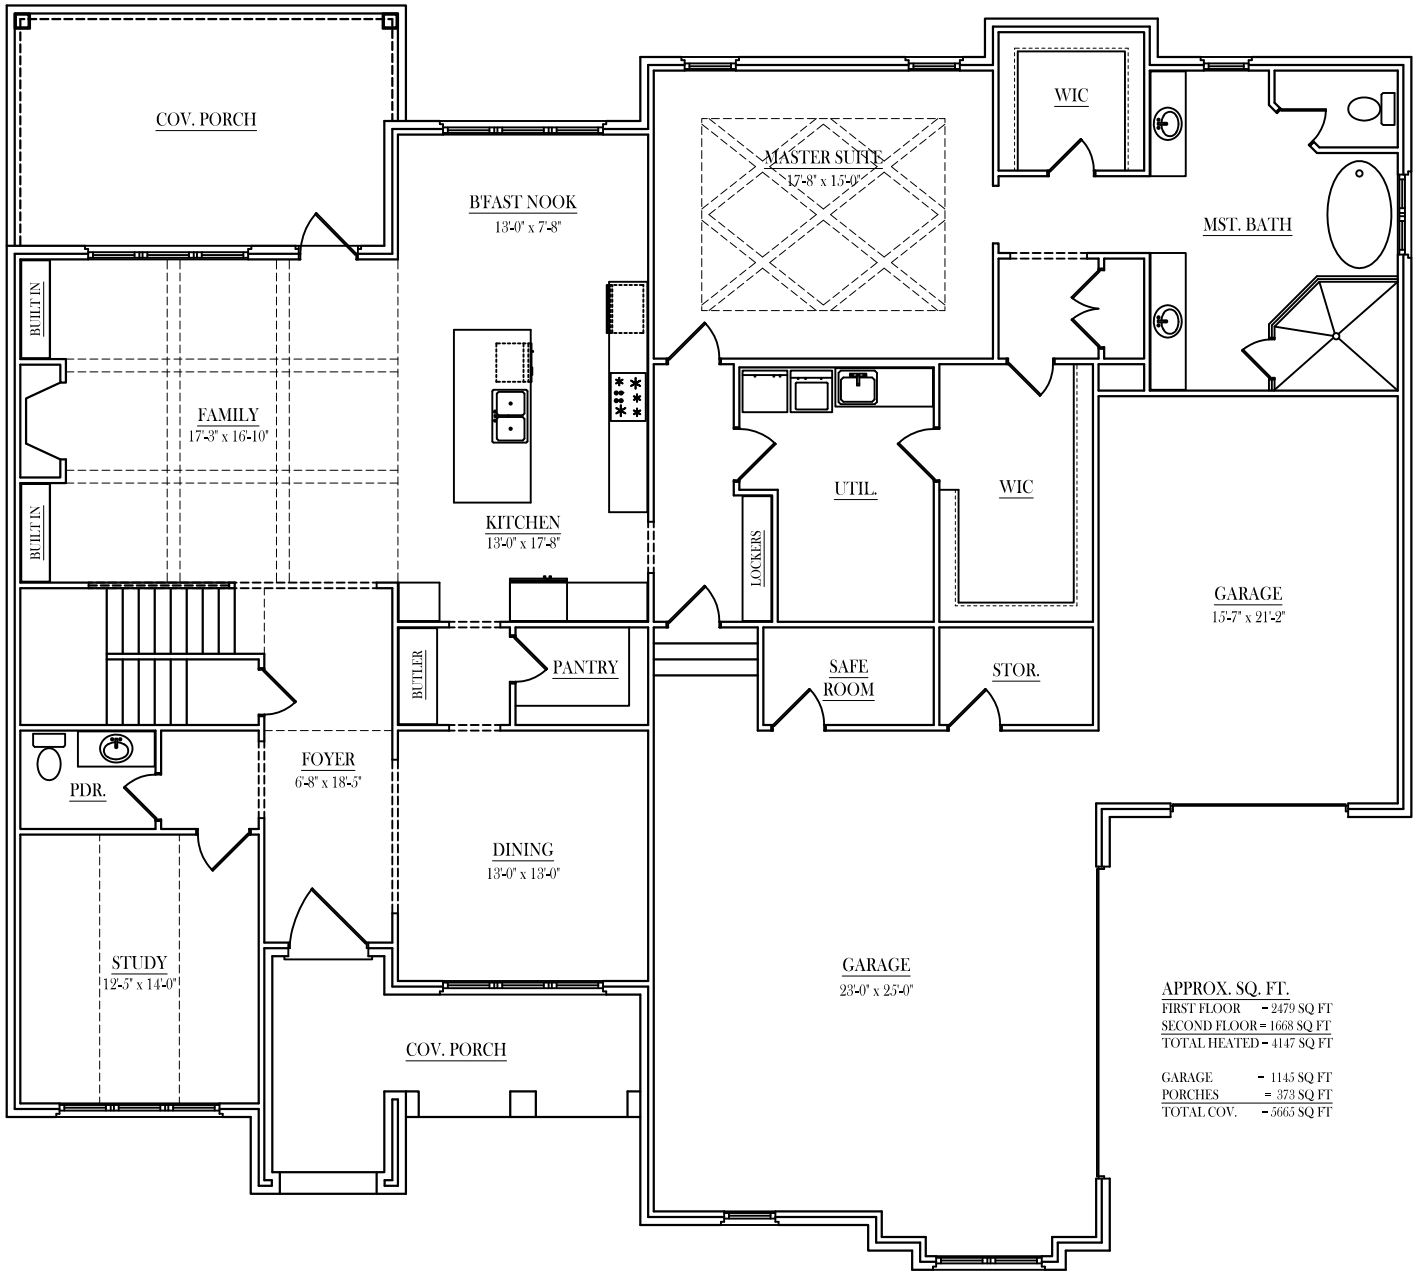 COV. PORCH
WIC
MASTER SUITE
17'-8" x 15'-0"
B'FAST NOOK
13'-0" x 7'-8"
MST. BATH
BUILT IN
FAMILY
17'-3" x 16'-10"
UTIL.
WIC
BUILT IN
KITCHEN
13'-0" x 17'-8"
LOCKERS
GARAGE
15'-7" x 21'-2"
BUTLER
PANTRY
SAFE
ROOM
STOR.
FOYER
6'-8" x 18'-5"
PDR.
DINING
13'-0" x 13'-0"
STUDY
12'-5" x 14'-0"
GARAGE
23'-0" x 25'-0"
COV. PORCH
APPROX. SQ. FT.
FIRST FLOOR = 2479 SQ FT
SECOND FLOOR = 1668 SQ FT
TOTAL HEATED = 4147 SQ FT
GARAGE = 1145 SQ FT
PORCHES = 373 SQ FT
TOTAL COV. = 5665 SQ FT